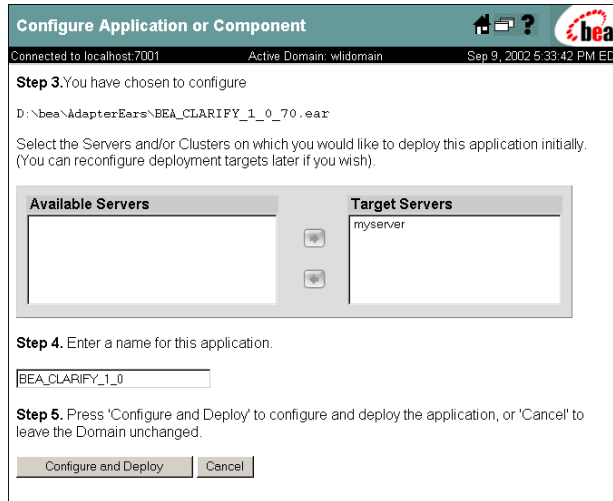 Configure Application or Component
?
bea
Connected to localhost:7001 Active Domain: wlidomain Sep 9, 2002 5:33:42 PM ED
Step 3.You have chosen to configure
D:\bea\AdapterEars\BEA_CLARIFY_1_0_70.ear
Select the Servers and/or Clusters on which you would like to deploy this application initially.
(You can reconfigure deployment targets later if you wish).
Available Servers Target Servers
myserver
Step 4. Enter a name for this application.
BEA_CLARIFY_1_0
Step 5. Press 'Configure and Deploy' to configure and deploy the application, or 'Cancel' to
leave the Domain unchanged.
Configure and Deploy Cancel